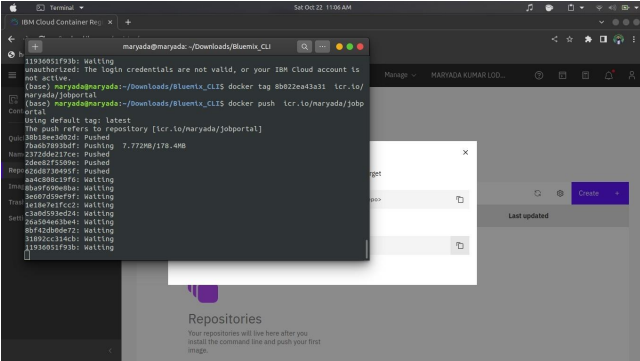 Terminal
Sat Oct 22 11:06 AM
IBM Cloud Container Reg
maryada@maryada: ~/Downloads/Bluemix_CLI
11936051f93b: Waiting
unauthorized: The login credentials are not valid, or your IBM Cloud account is
not active.
(base) maryada@maryada:~/Downloads/Bluemix_CLI$ docker tag 8b022ea43a31  icr.io/
maryada/jobportal
(base) maryada@maryada:~/Downloads/Bluemix_CLI$ docker push  icr.io/maryada/jobp
ortal
Using default tag: latest
The push refers to repository [icr.io/maryada/jobportal]
38b18ee3d02d: Pushed
7ba6b7893bdf: Pushing  7.772MB/178.4MB
2372dde217ce: Pushed
2dee82f5509e: Pushed
626d8730495f: Pushed
aa4c808c19f6: Waiting
8ba9f690e8ba: Waiting
3e607d59ef9f: Waiting
1e18e7e1fcc2: Waiting
c3a0d593ed24: Waiting
26a504e63be4: Waiting
8bf42db0de72: Waiting
31892cc314cb: Waiting
11936051f93b: Waiting
Manage
MARYADA KUMAR LOD...
Cont
Quic
Nam
Repo
Imag
Tras
Setti
rget
Create +
Last updated
Repositories
Your repositories will live here after you
install the command line and push your first
image.